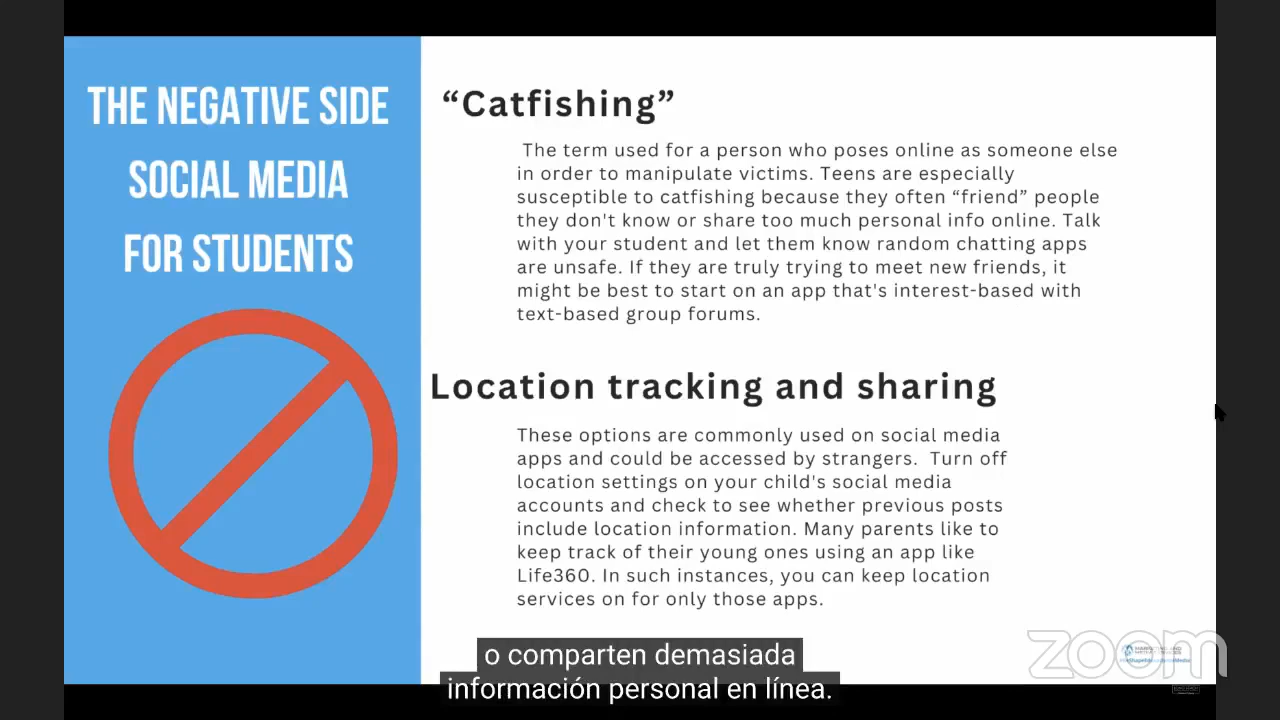 THE NEGATIVE SIDE
SOCIAL MEDIA
FOR STUDENTS
“Catfishing”
The term used for a person who poses online as someone else
in order to manipulate victims. Teens are especially
susceptible to catfishing because they often “friend” people
they don't know or share too much personal info online. Talk
with your student and let them know random chatting apps
are unsafe. If they are truly trying to meet new friends, it
might be best to start on an app that's interest-based with
text-based group forums.
Location tracking and sharing
These options are commonly used on social media
apps and could be accessed by strangers. Turn off
location settings on your child's social media
accounts and check to see whether previous posts
include location information. Many parents like to
keep track of their young ones using an app like
Life360. In such instances, you can keep location
services on for only those apps.
o comparten demasiada
información personal en línea.
zoom